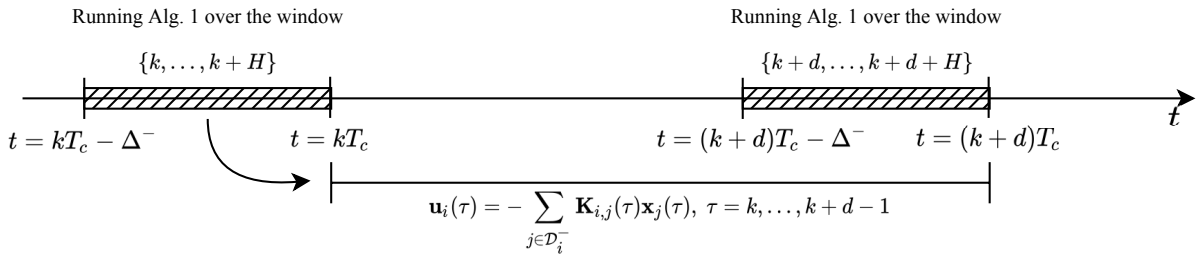 Running Alg. 1 over the window Running Alg. 1 over the window
{k, . . . , k + H} {k + d, . . . , k + d + H}
t = kT_c − Δ⁻ t = kT_c t = (k + d)T_c − Δ⁻ t = (k + d)T_c t
u_i(τ) = − ∑_{j∈𝒟_i^−} K_{i,j}(τ)x_j(τ), τ = k, . . . , k + d − 1